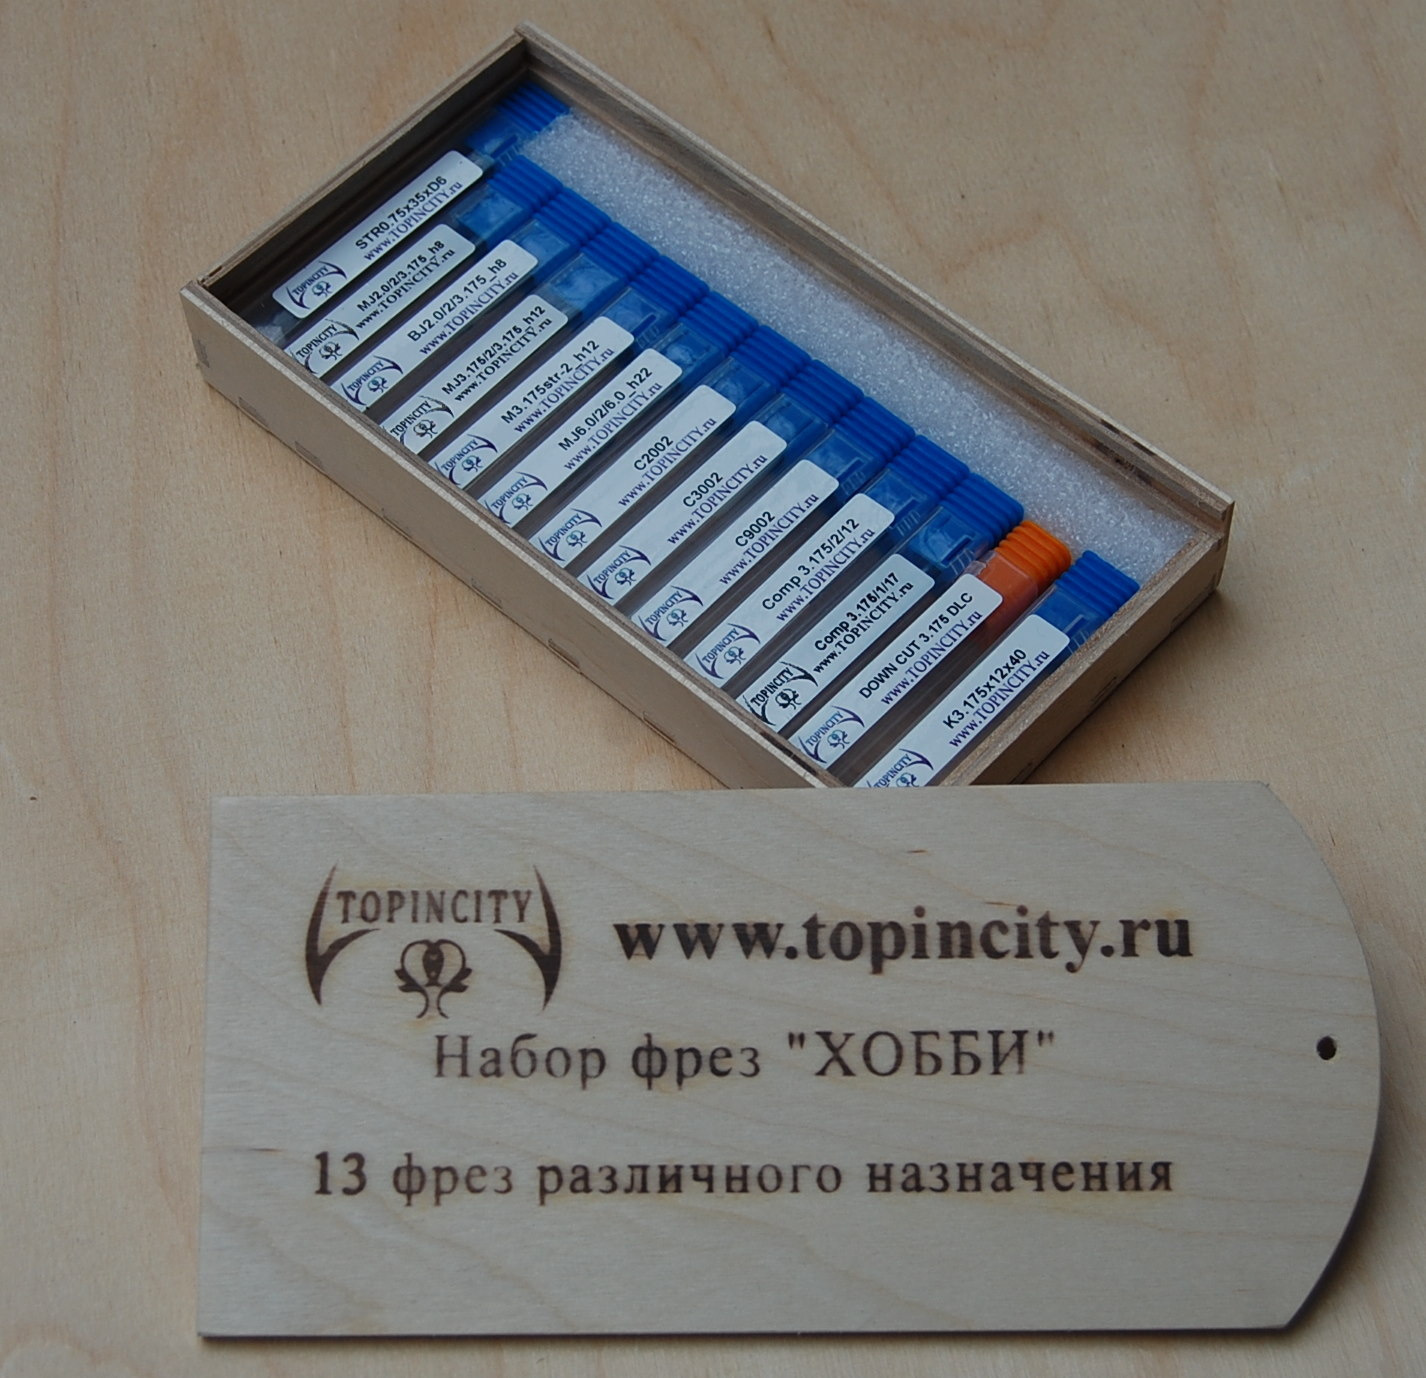 STR0.75x35xD6
www.TOPINCITY.ru
TOPINCITY
MJ2.0/2/3.175_h8
www.TOPINCITY.ru
TOPINCITY
BJ2.0/2/3.175_h8
www.TOPINCITY.ru
TOPINCITY
MJ3.175/2/3.175_h12
www.TOPINCITY.ru
TOPINCITY
M3.175str-2_h12
www.TOPINCITY.ru
TOPINCITY
MJ6.0/2/6.0_h22
www.TOPINCITY.ru
TOPINCITY
C2002
www.TOPINCITY.ru
TOPINCITY
C3002
www.TOPINCITY.ru
TOPINCITY
C9002
www.TOPINCITY.ru
TOPINCITY
Comp 3.175/2/12
www.TOPINCITY.ru
TOPINCITY
Comp 3.175/1/17
www.TOPINCITY.ru
TOPINCITY
DOWN CUT 3.175 DLC
www.TOPINCITY.ru
TOPINCITY
K3.175x12x40
www.TOPINCITY.ru
TOPINCITY
TOPINCITY
www.topincity.ru
Набор фрез "ХОББИ"
13 фрез различного назначения